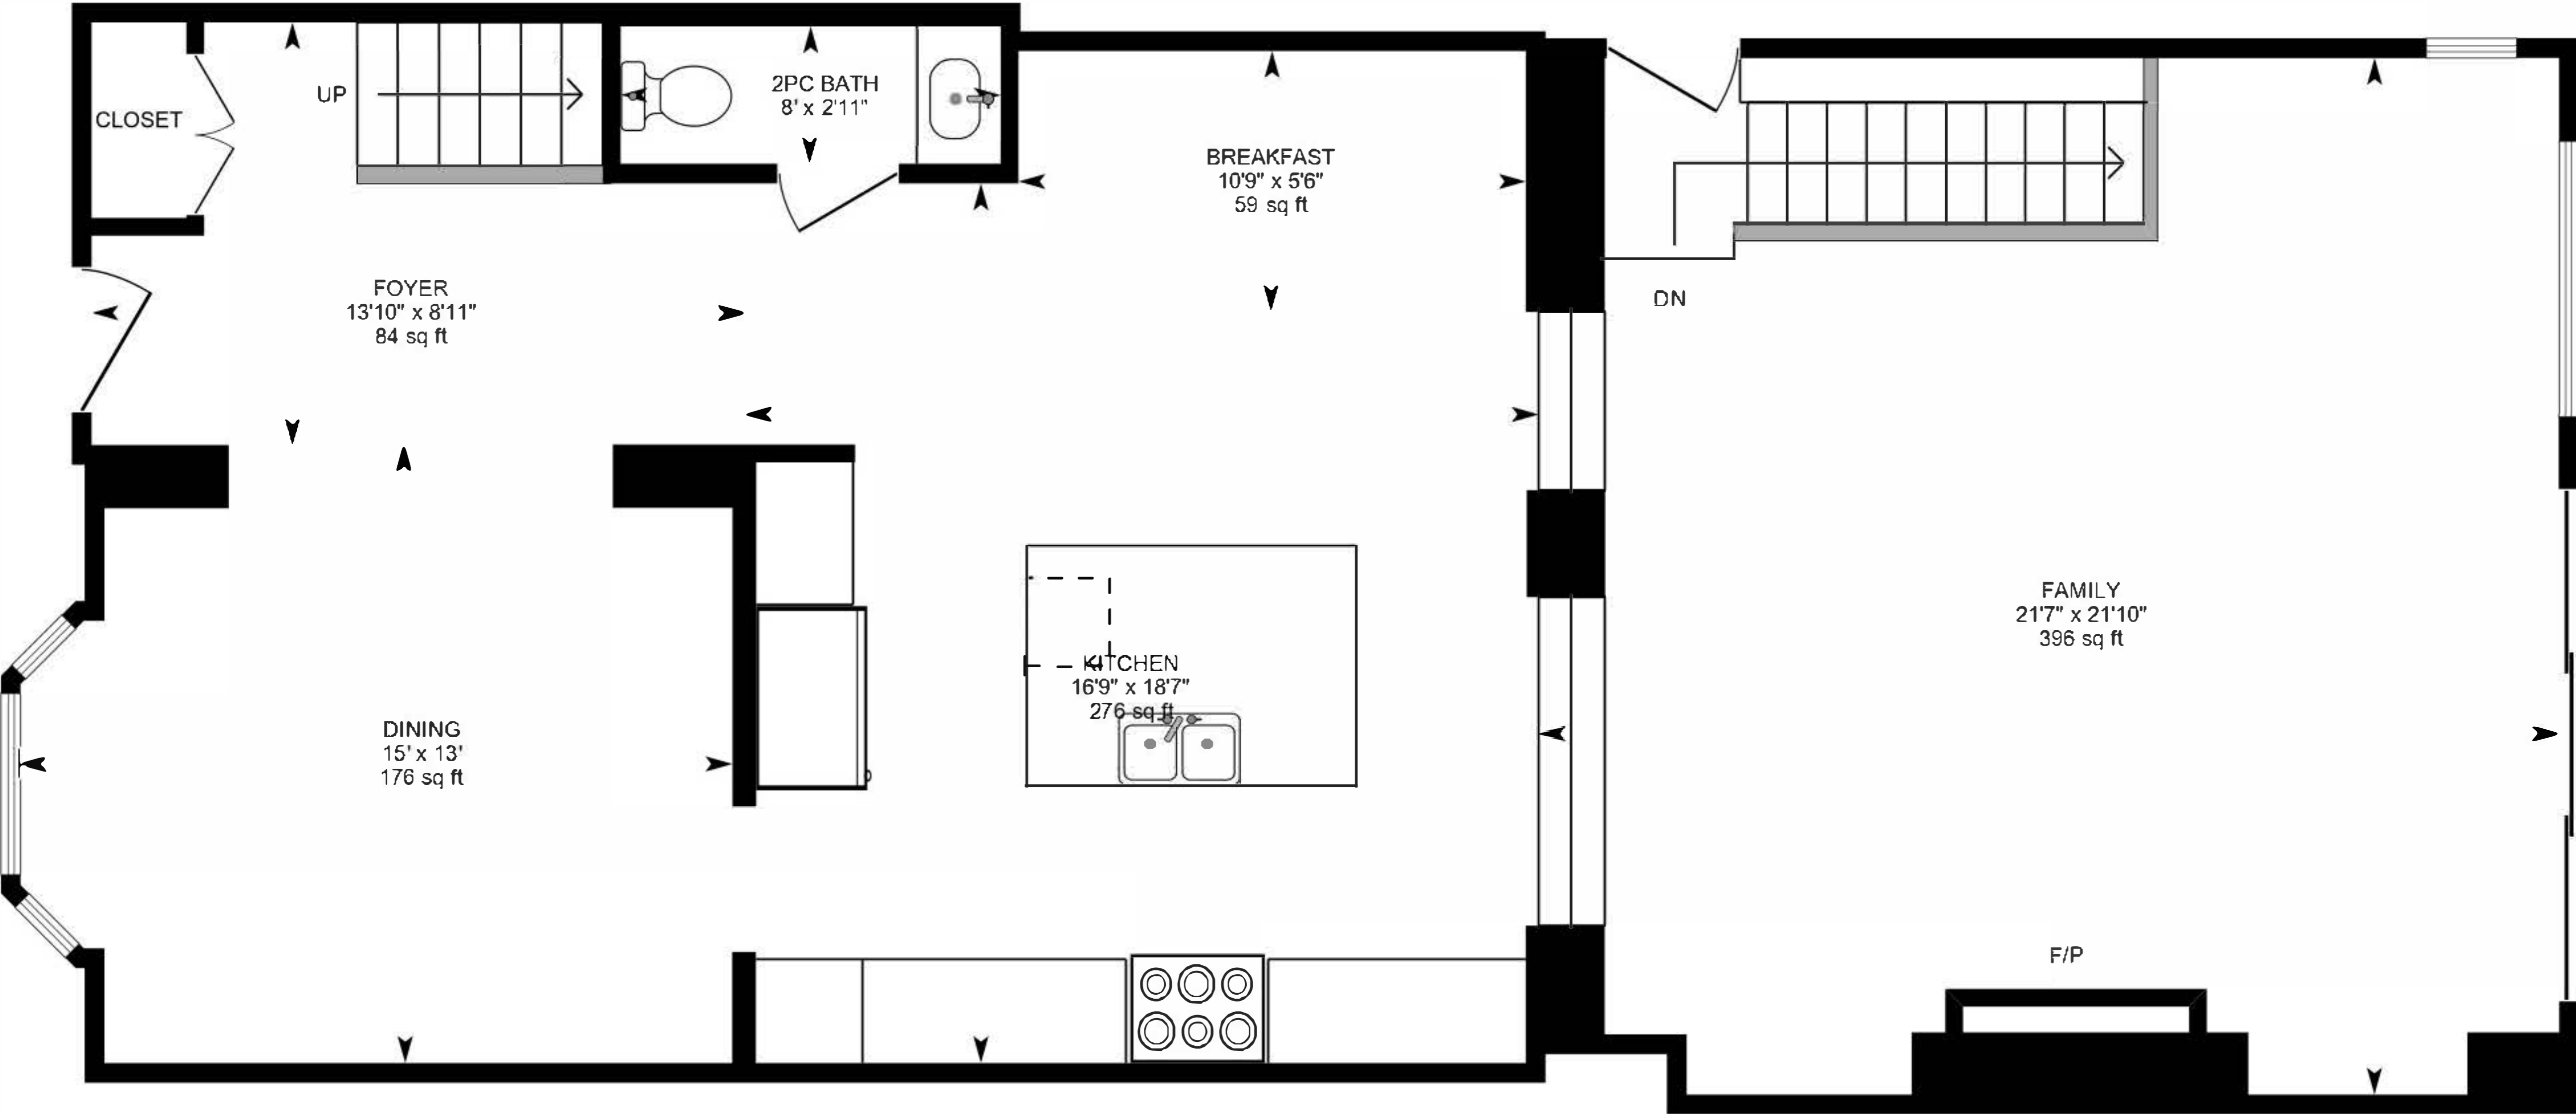 CLOSET
UP
2PC BATH
8' x 2'11"
BREAKFAST
10'9" x 5'6"
59 sq ft
FOYER
13'10" x 8'11"
84 sq ft
DN
FAMILY
21'7" x 21'10"
396 sq ft
KITCHEN
16'9" x 18'7"
276 sq ft
DINING
15' x 13'
176 sq ft
F/P